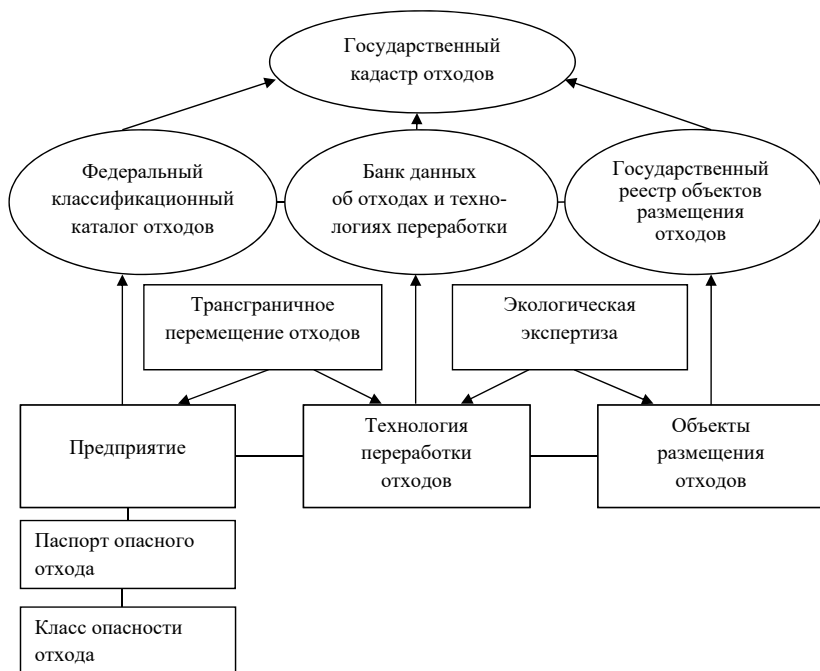 Государственный
кадастр отходов
Федеральный
классификационный
каталог отходов
Банк данных
об отходах и техно-
логиях переработки
Государственный
реестр объектов
размещения
отходов
Трансграничное
перемещение отходов
Экологическая
экспертиза
Предприятие
Технология
переработки
отходов
Объекты
размещения
отходов
Паспорт опасного
отхода
Класс опасности
отхода